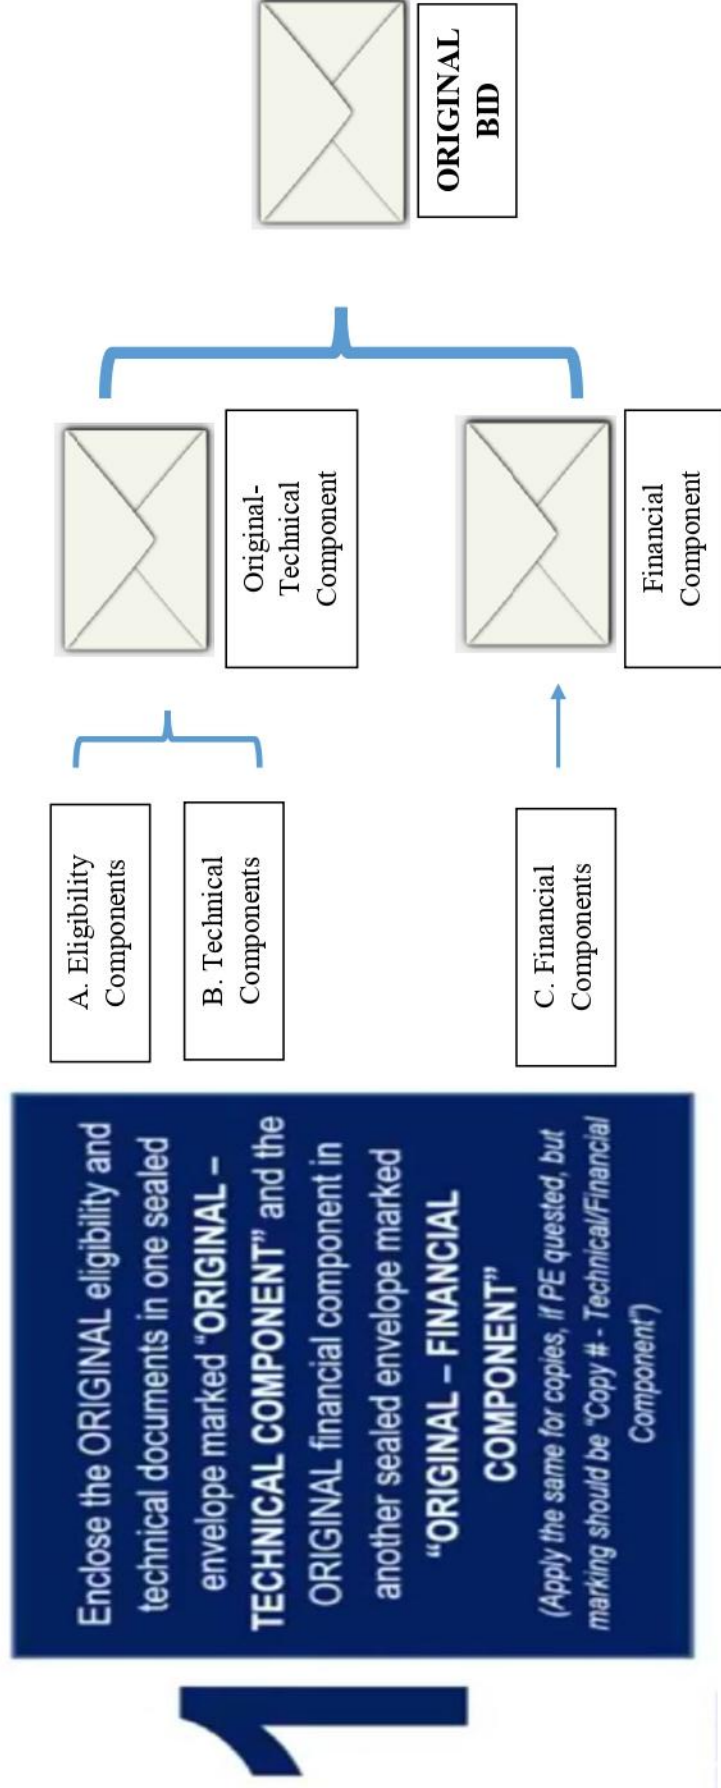 1
Enclose the ORIGINAL eligibility and
technical documents in one sealed
envelope marked “ORIGINAL –
TECHNICAL COMPONENT” and the
ORIGINAL financial component in
another sealed envelope marked
“ORIGINAL – FINANCIAL
COMPONENT”
(Apply the same for copies, if PE quested, but
marking should be “Copy # - Technical/Financial
Component”)
A. Eligibility
Components
B. Technical
Components
C. Financial
Components
Original-
Technical
Component
Financial
Component
ORIGINAL
BID